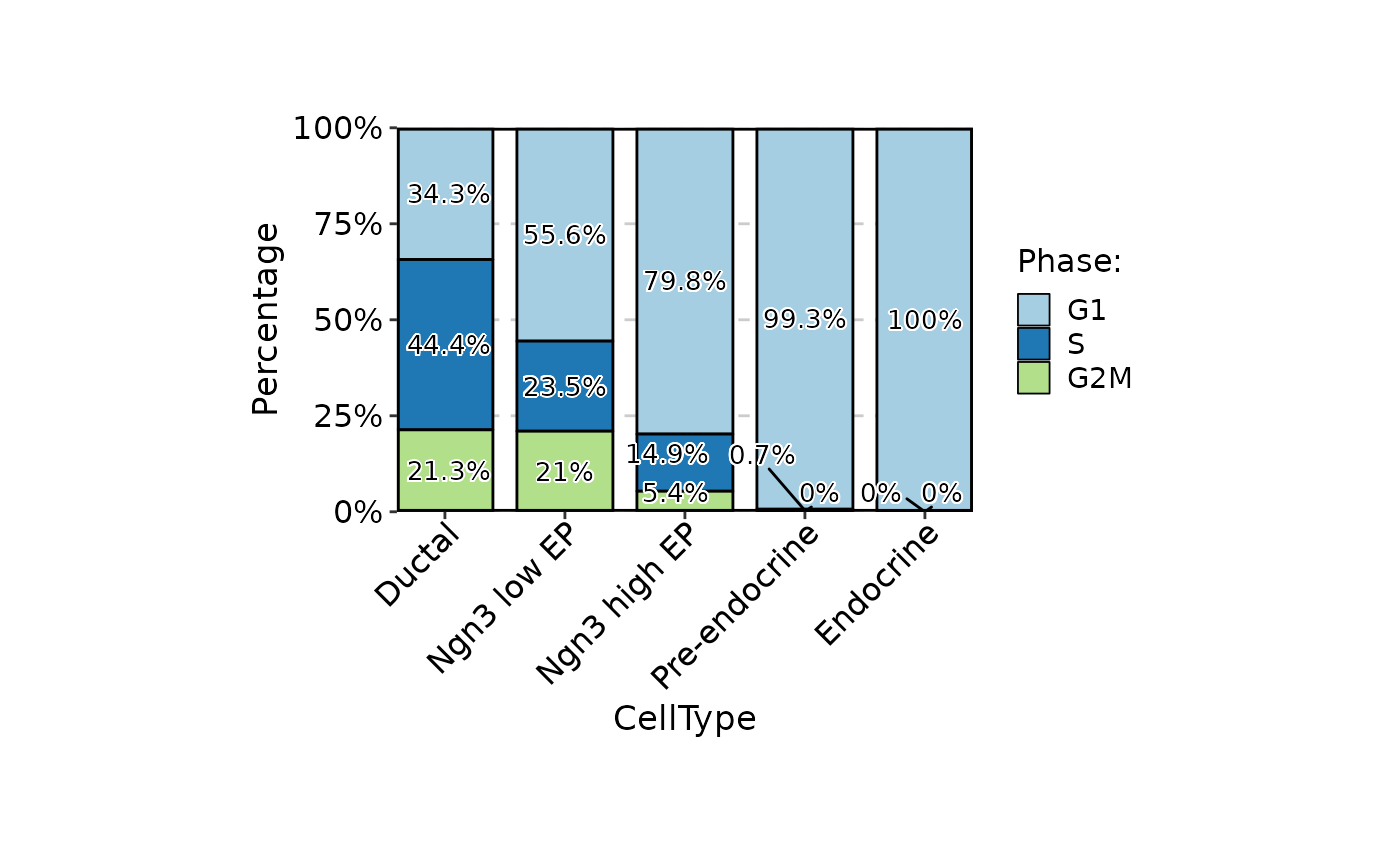 100%
75%
50%
25%
0%
Percentage
34.3%
44.4%
21.3%
55.6%
23.5%
21%
79.8%
14.9%
5.4%
99.3%
0.7%
0%
100%
0%
0%
Ductal
Ngn3 low EP
Ngn3 high EP
Pre-endocrine
Endocrine
CellType
Phase:
G1
S
G2M